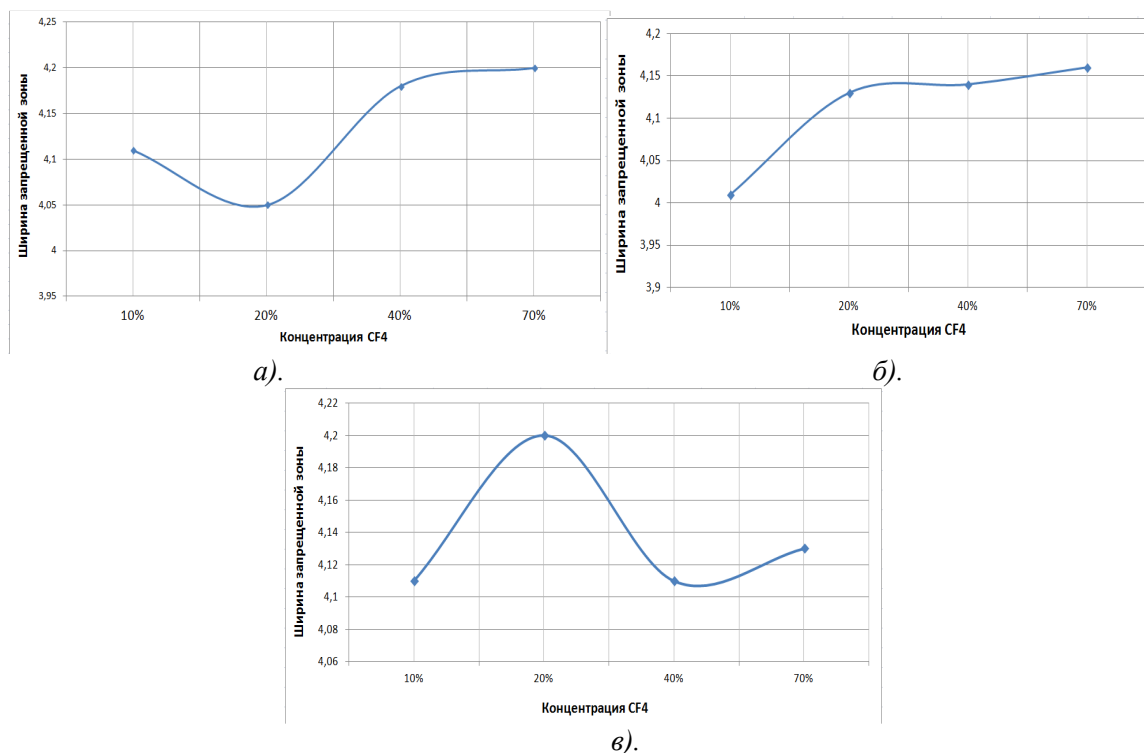 Ширина запрещенной зоны
4,25
4,2
4,15
4,1
4,05
4
3,95
10% 20% 40% 70%
Концентрация CF4
а).
Ширина запрещенной зоны
4,2
4,15
4,1
4,05
4
3,95
3,9
10% 20% 40% 70%
Концентрация CF4
б).
Ширина запрещенной зоны
4,22
4,2
4,18
4,16
4,14
4,12
4,1
4,08
4,06
10% 20% 40% 70%
Концентрация CF4
в).